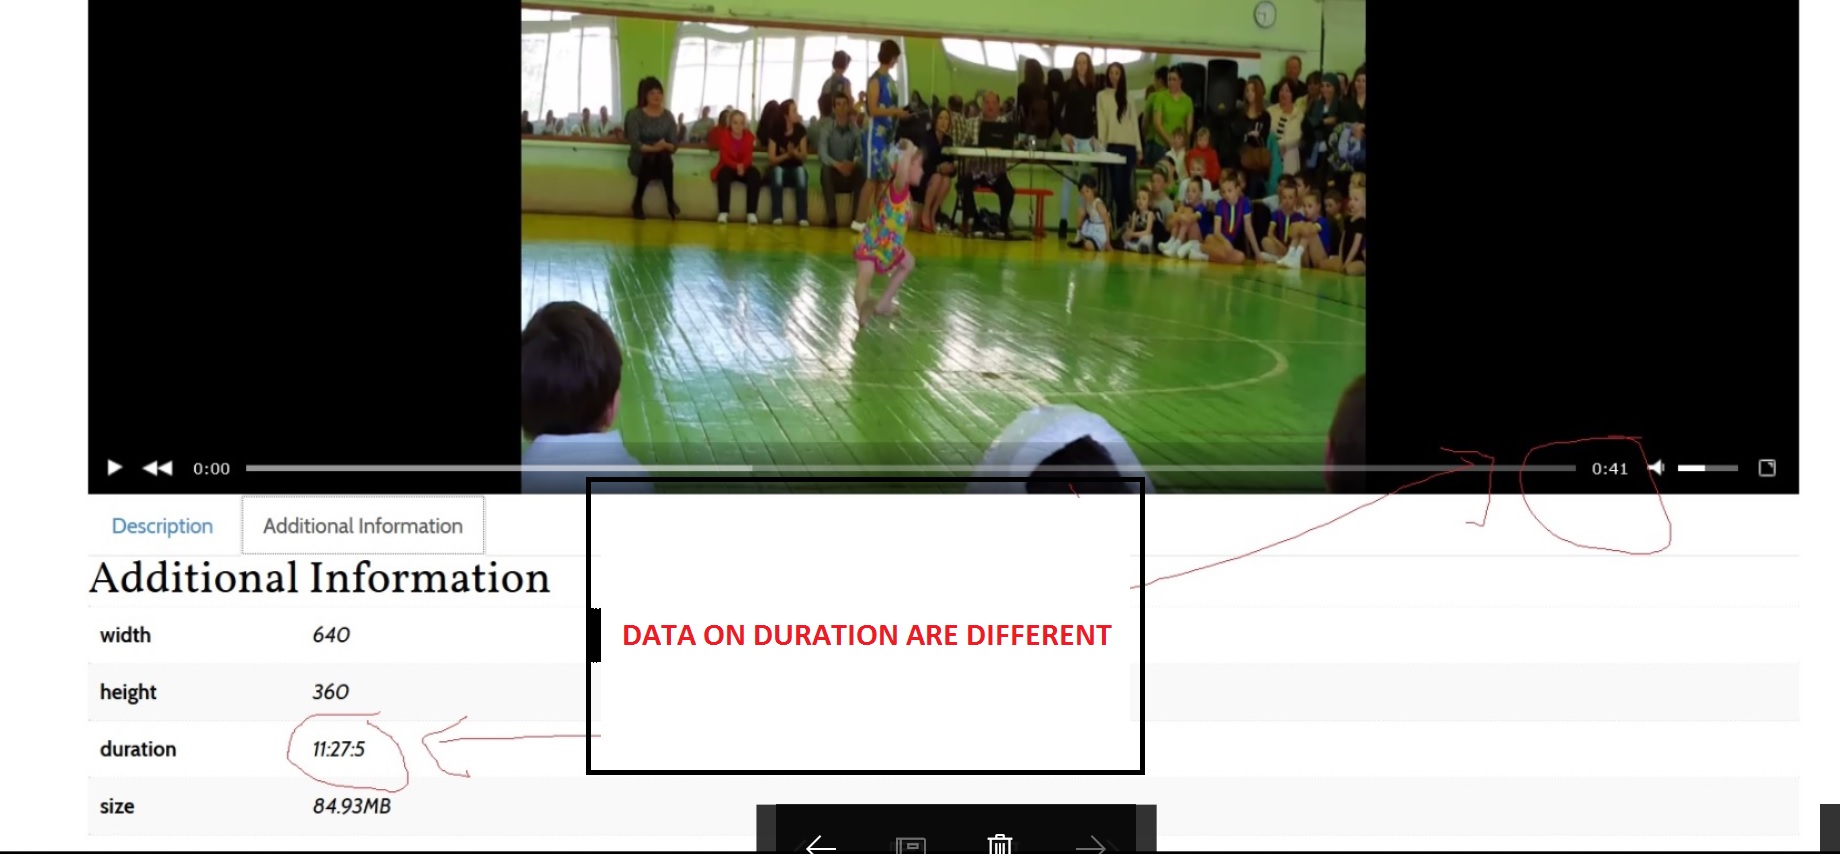 0:00
0:41
Description Additional Information
Additional Information
width 640
DATA ON DURATION ARE DIFFERENT
height 360
duration 11:27:5
size 84.93MB